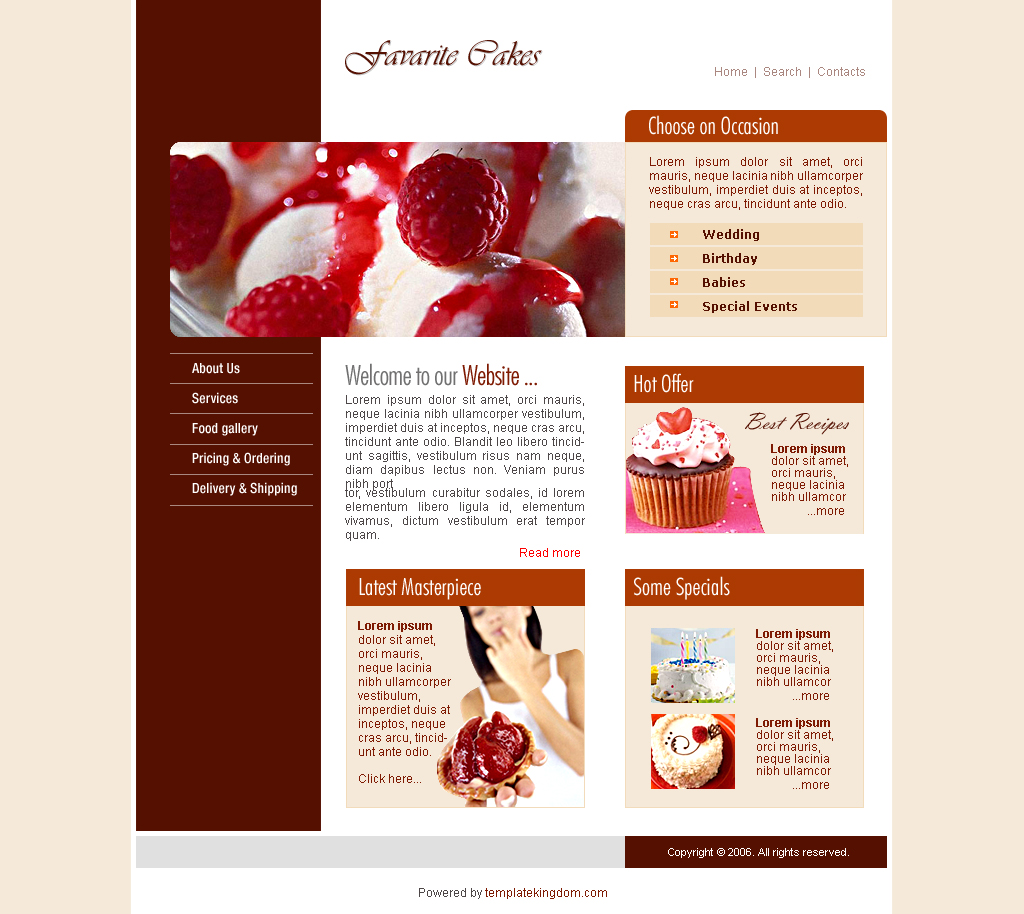 Favarite Cakes
Home | Search | Contacts
Choose on Occasion
Lorem ipsum dolor sit amet, orci
mauris, neque lacinia nibh ullamcorper
vestibulum, imperdiet duis at inceptos,
neque cras arcu, tincidunt ante odio.
Wedding
Birthday
Babies
Special Events
About Us
Services
Food gallery
Pricing & Ordering
Delivery & Shipping
Welcome to our Website ...
Lorem ipsum dolor sit amet, orci mauris,
neque lacinia nibh ullamcorper vestibulum,
imperdiet duis at inceptos, neque cras arcu,
tincidunt ante odio. Blandit leo libero tincid-
unt sagittis, vestibulum risus nam neque,
diam dapibus lectus non. Veniam purus
nibh port
tor, vestibulum curabitur sodales, id lorem
elementum libero ligula id, elementum
vivamus, dictum vestibulum erat tempor
quam.
Read more
Hot Offer
Best Recipes
Lorem ipsum
dolor sit amet,
orci mauris,
neque lacinia
nibh ullamcor
...more
Latest Masterpiece
Lorem ipsum
dolor sit amet,
orci mauris,
neque lacinia
nibh ullamcorper
vestibulum,
imperdiet duis at
inceptos, neque
cras arcu, tincid-
unt ante odio.
Click here...
Some Specials
Lorem ipsum
dolor sit amet,
orci mauris,
neque lacinia
nibh ullamcor
...more
Lorem ipsum
dolor sit amet,
orci mauris,
neque lacinia
nibh ullamcor
...more
Copyright © 2006. All rights reserved.
Powered by templatekingdom.com